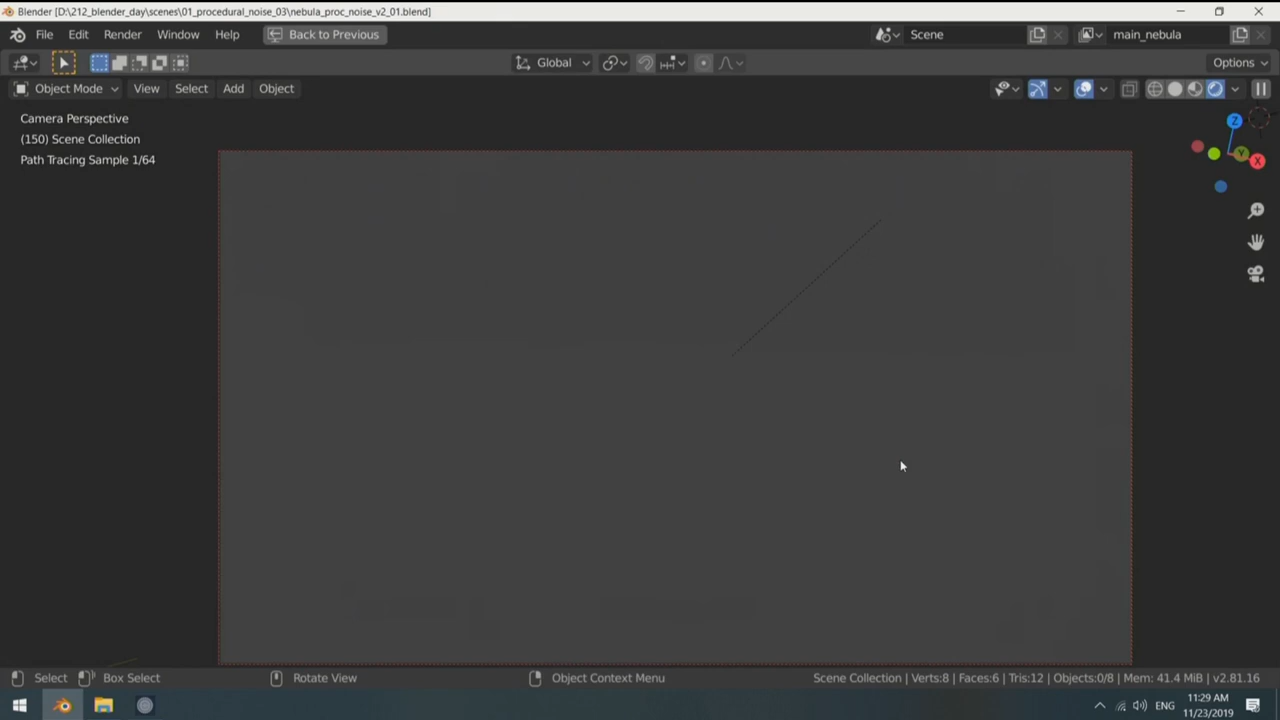 Blender [D:\212_blender_day\scenes\01_procedural_noise_03\nebula_proc_noise_v2_01.blend]
File Edit Render Window Help Back to Previous Scene main_nebula
Global Options
Object Mode View Select Add Object
Camera Perspective
(150) Scene Collection
Path Tracing Sample 1/64
Z
Y
X
Select Box Select Rotate View Object Context Menu Scene Collection | Verts:8 | Faces:6 | Tris:12 | Objects:0/8 | Mem: 41.4 MiB | v2.81.16
ENG 11:29 AM
11/23/2019